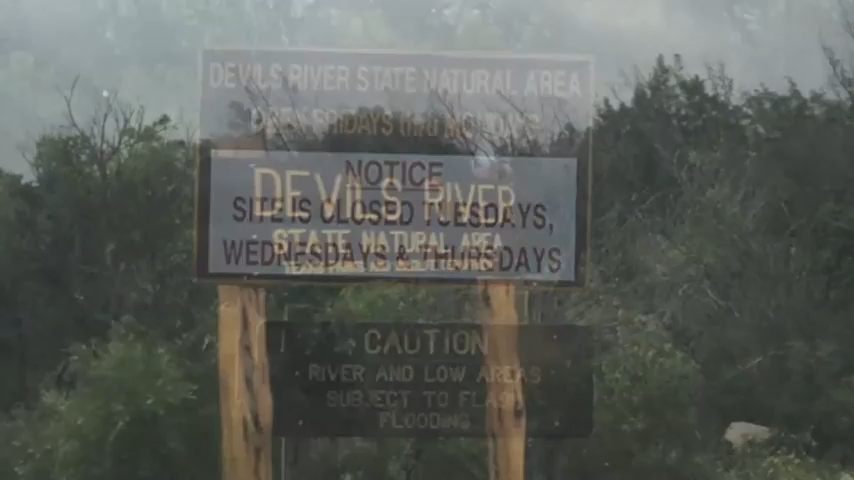 DEVILS RIVER STATE NATURAL AREA
OPEN FRIDAYS thru MONDAYS
NOTICE
SITE IS CLOSED TUESDAYS,
WEDNESDAYS & THURSDAYS
DEVILS RIVER
STATE NATURAL AREA
CAUTION
RIVER AND LOW AREAS
SUBJECT TO FLASH
FLOODING